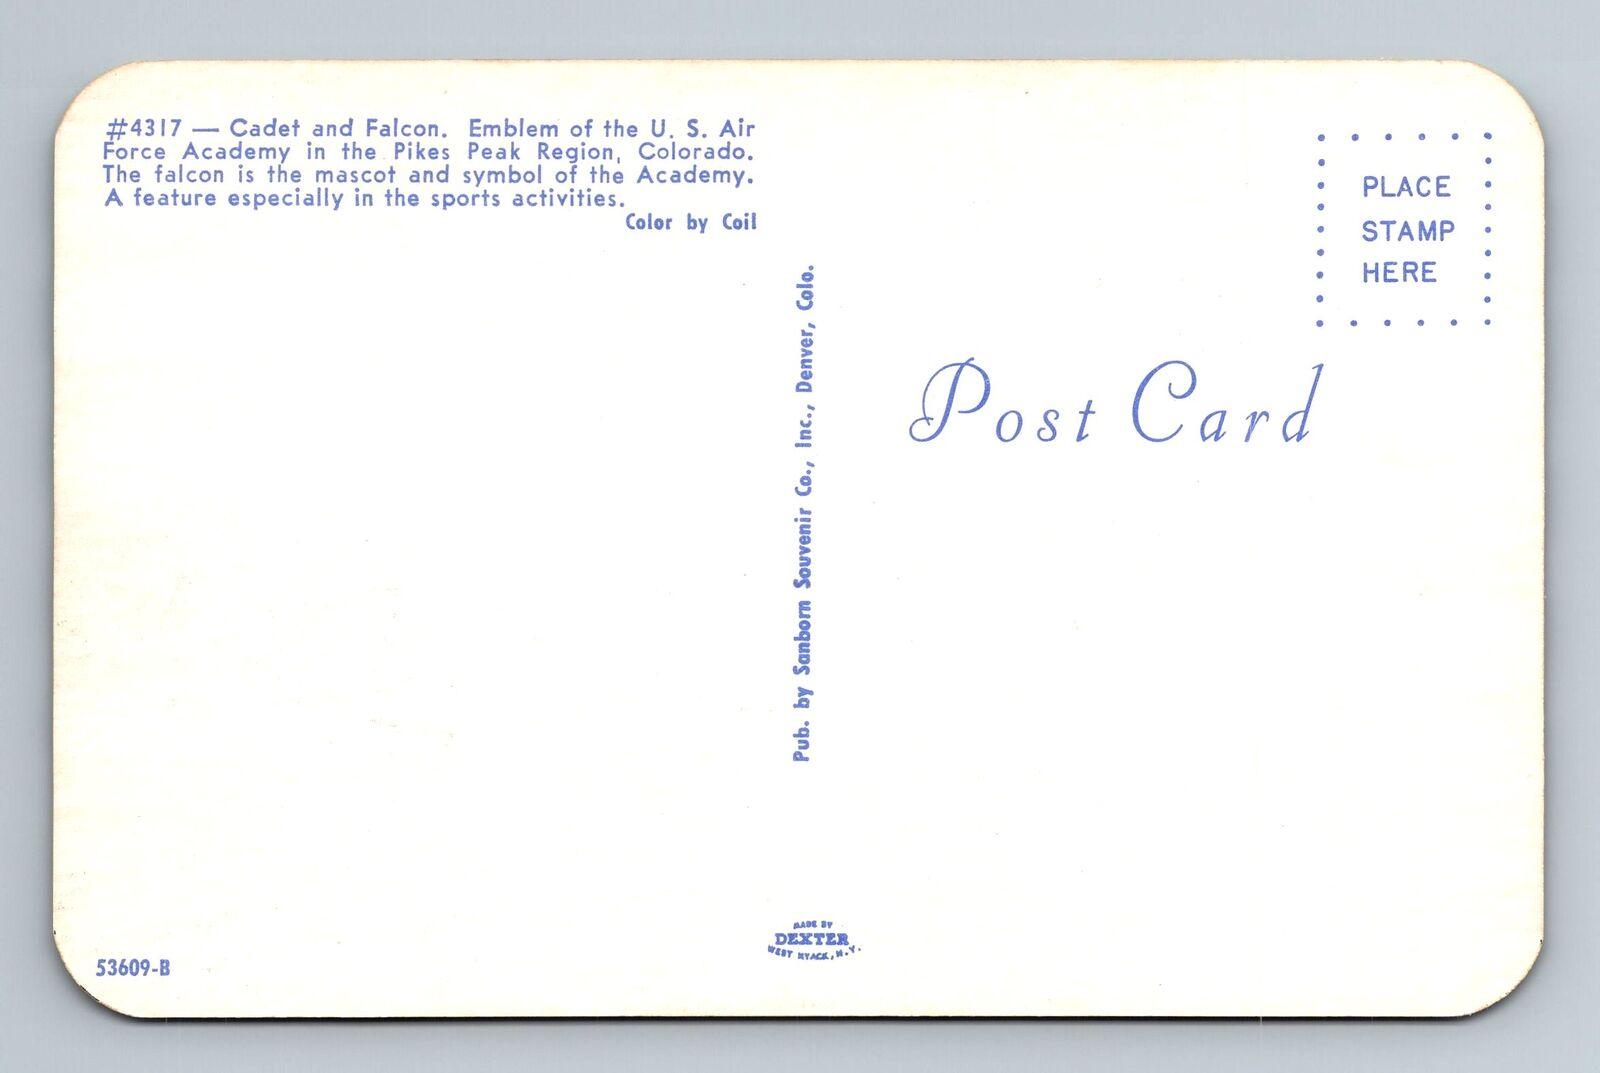 #4317 — Cadet and Falcon. Emblem of the U. S. Air
Force Academy in the Pikes Peak Region, Colorado.
The falcon is the mascot and symbol of the Academy.
A feature especially in the sports activities.
Color by Coil
Pub. by Sanborn Souvenir Co., Inc., Denver, Colo.
PLACE
STAMP
HERE
Post Card
MADE BY
DEXTER
WEST NYACK, N.Y.
53609-B